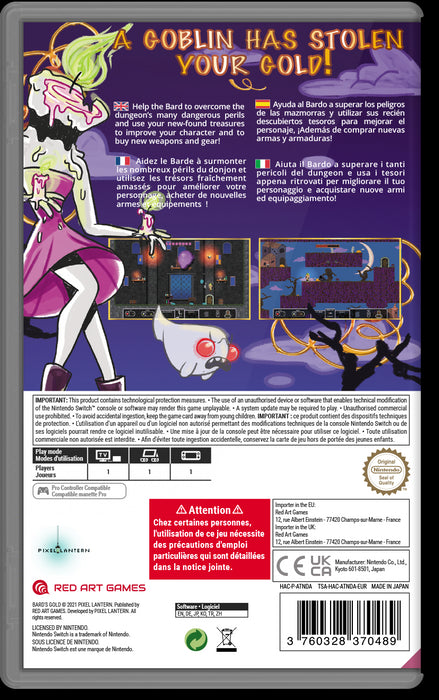 A GOBLIN HAS STOLEN
YOUR GOLD!
Help the Bard to overcome the
dungeon's many dangerous perils
and use your new-found treasures
to improve your character and to
buy new weapons and gear!
Ayuda al Bardo a superar los peligros
de las mazmorras y utilizar sus recién
descubiertos tesoros para mejorar el
personaje, ¡Además de comprar nuevas
armas y armaduras!
Aidez le Barde à surmonter
les nombreux périls du donjon et
utilisez les trésors fraîchement
amassés pour améliorer votre
personnage, acheter de nouvelles
armes et équipements !
Aiuta il Bardo a superare i tanti
pericoli del dungeon e usa i tesori
appena ritrovati per migliorare il tuo
personaggio e acquistare nuove armi
ed equipaggiamento!
IMPORTANT: This product contains technological protection measures. • The use of an unauthorised device or software that enables technical modification
of the Nintendo Switch™ console or software may render this game unplayable. • A system update may be required to play. • Unauthorised commercial
use prohibited. • To avoid accidental ingestion, keep the game card away from young children. IMPORTANT : ce produit contient des dispositifs techniques
de protection. • L'utilisation d'un appareil ou d'un logiciel non autorisé permettant des modifications techniques de la console Nintendo Switch ou de
ses logiciels pourrait rendre ce logiciel inutilisable. • Une mise à jour de la console peut être nécessaire pour utiliser ce logiciel. • Toute utilisation
commerciale non autorisée est interdite. • Afin d'éviter toute ingestion accidentelle, conservez la carte de jeu hors de portée des jeunes enfants.
Play mode
Modes d'utilisation
TV
Players
Joueurs
1
1
1
Pro Controller Compatible
Compatible manette Pro
Original
Nintendo
Seal of
Quality
PIXEL LANTERN
RED ART GAMES
⚠ Attention ⚠
Chez certaines personnes,
l'utilisation de ce jeu nécessite
des précautions d'emploi
particulières qui sont détaillées
dans la notice jointe.
Importer in the EU:
Red Art Games
12, rue Albert Einstein - 77420 Champs-sur-Marne - France
Importer in the UK:
Red Art Games
12, rue Albert Einstein - 77420 Champs-sur-Marne - France
CE UK CA
Manufacturer: Nintendo Co., Ltd.,
Kyoto 601-8501, Japan
HAC-P-ATNDA TSA-HAC-ATNDA-EUR MADE IN JAPAN
BARD'S GOLD © 2021 PIXEL LANTERN. Published by
RED ART GAMES. Developed by PIXEL LANTERN. All
rights reserved.
LICENSED BY NINTENDO.
Nintendo Switch is a trademark of Nintendo.
SOUS LICENCE DE NINTENDO.
Nintendo Switch est une marque de Nintendo.
Software • Logiciel
EN, DE, JP, KO, TR, ZH
3 760328 370489